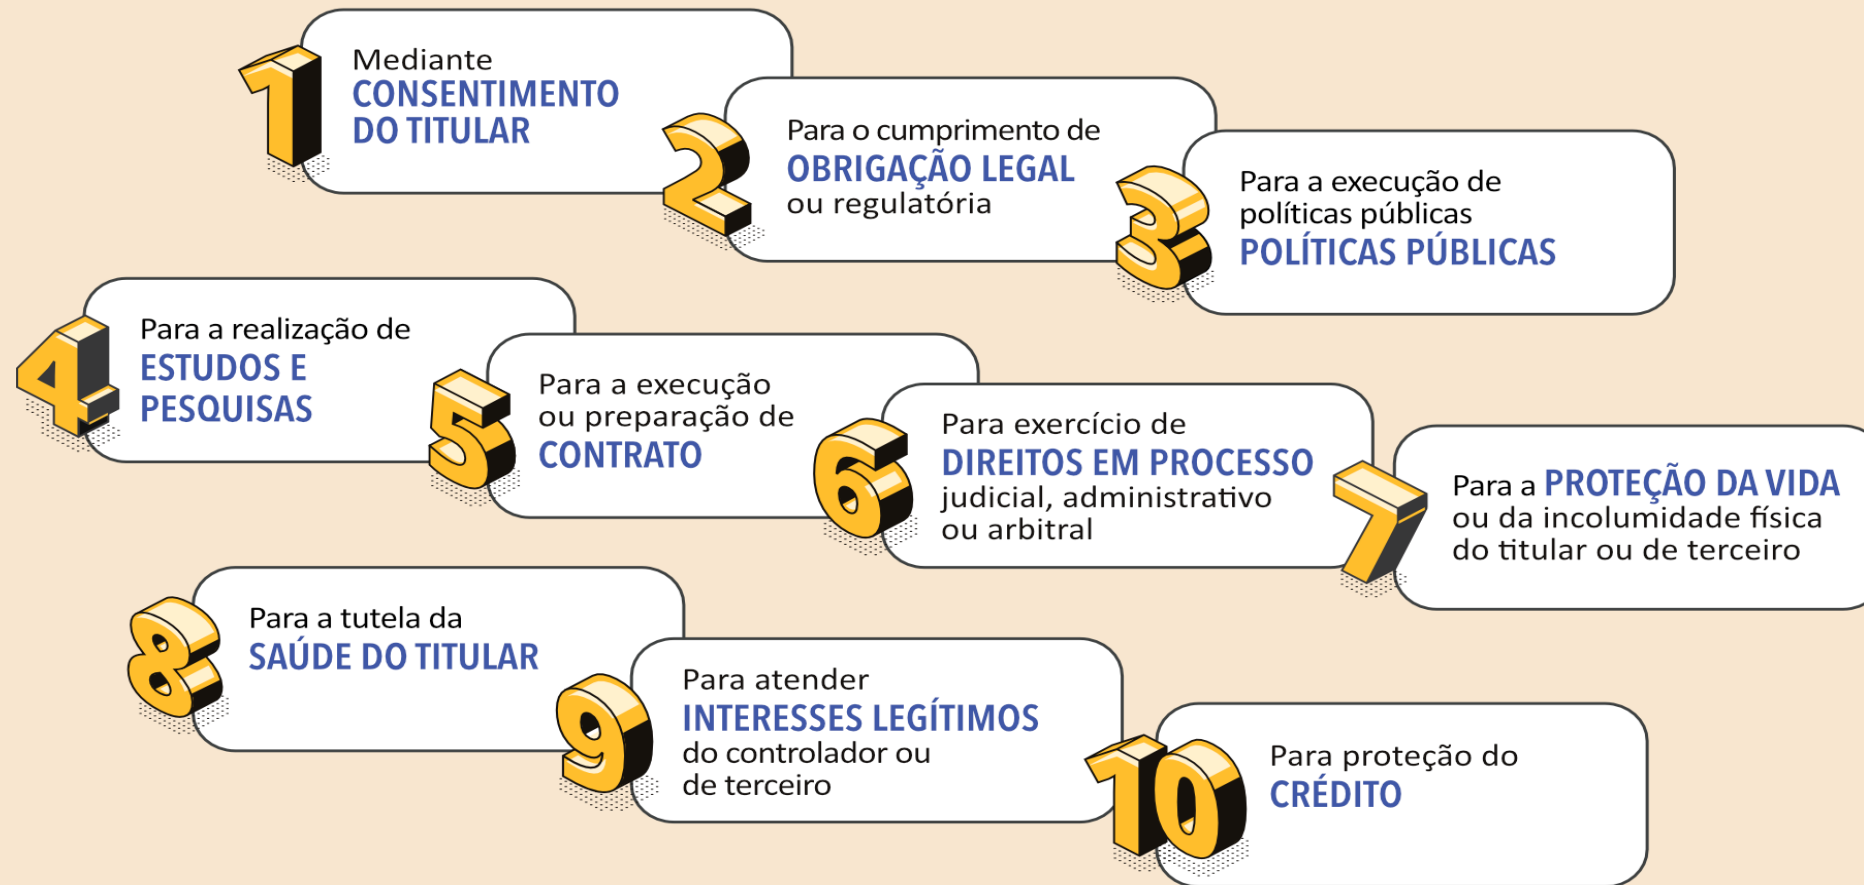 1
Mediante
CONSENTIMENTO
DO TITULAR
2
Para o cumprimento de
OBRIGAÇÃO LEGAL
ou regulatória
3
Para a execução de
políticas públicas
POLÍTICAS PÚBLICAS
4
Para a realização de
ESTUDOS E
PESQUISAS
5
Para a execução
ou preparação de
CONTRATO
6
Para exercício de
DIREITOS EM PROCESSO
judicial, administrativo
ou arbitral
7
Para a PROTEÇÃO DA VIDA
ou da incolumidade física
do titular ou de terceiro
8
Para a tutela da
SAÚDE DO TITULAR
9
Para atender
INTERESSES LEGÍTIMOS
do controlador ou
de terceiro
10
Para proteção do
CRÉDITO